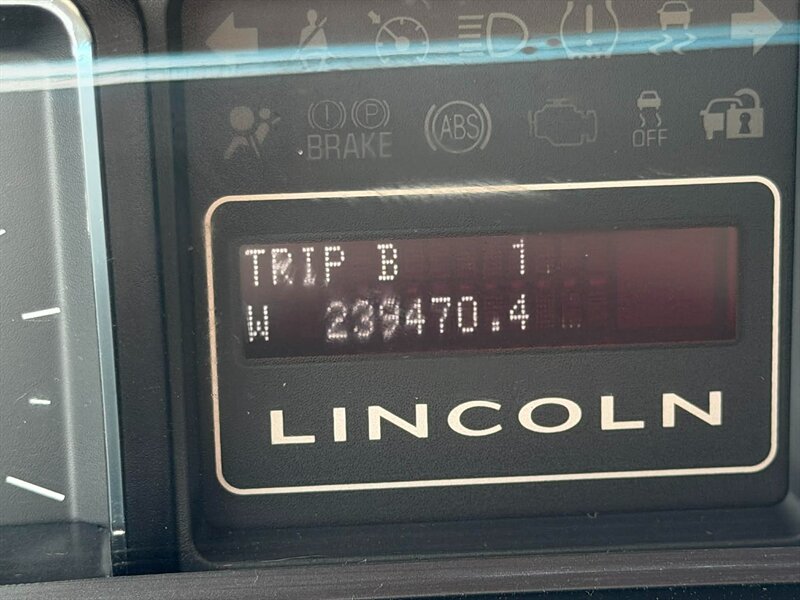 BRAKE
P
ABS
OFF
TRIP B 1
W 239470.4
LINCOLN